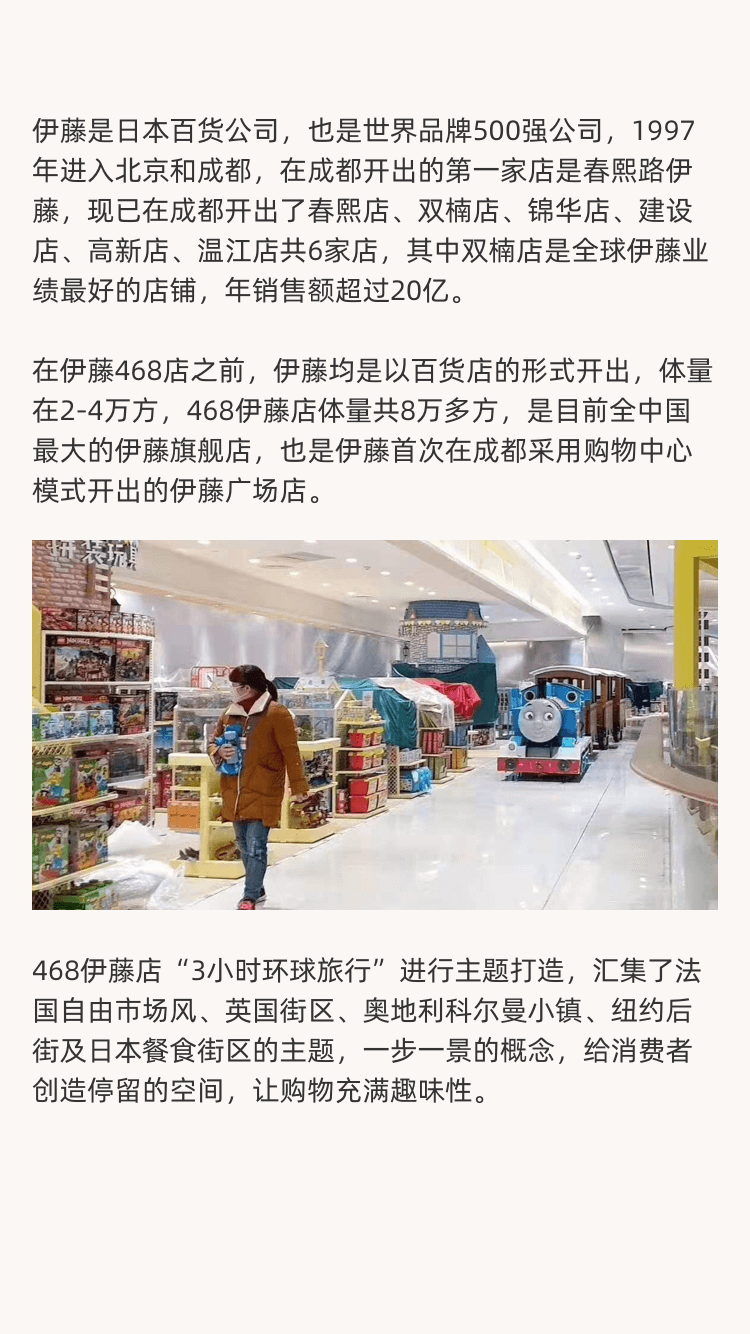 伊藤是日本百货公司，也是世界品牌500强公司，1997
年进入北京和成都，在成都开出的第一家店是春熙路伊
藤，现已在成都开出了春熙店、双楠店、锦华店、建设
店、高新店、温江店共6家店，其中双楠店是全球伊藤业
绩最好的店铺，年销售额超过20亿。
在伊藤468店之前，伊藤均是以百货店的形式开出，体量
在2-4万方，468伊藤店体量共8万多方，是目前全中国
最大的伊藤旗舰店，也是伊藤首次在成都采用购物中心
模式开出的伊藤广场店。
468伊藤店“3小时环球旅行”进行主题打造，汇集了法
国自由市场风、英国街区、奥地利科尔曼小镇、纽约后
街及日本餐食街区的主题，一步一景的概念，给消费者
创造停留的空间，让购物充满趣味性。